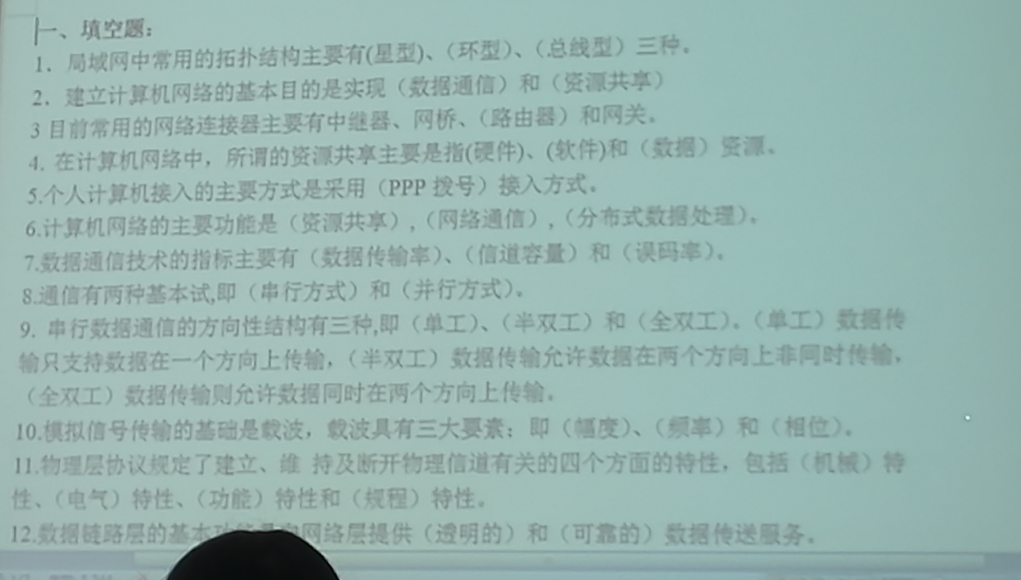 一、填空题：
1．局域网中常用的拓扑结构主要有(星型)、（环型）、（总线型）三种。
2．建立计算机网络的基本目的是实现（数据通信）和（资源共享）
3 目前常用的网络连接器主要有中继器、网桥、（路由器）和网关。
4. 在计算机网络中，所谓的资源共享主要是指(硬件)、(软件)和（数据）资源。
5.个人计算机接入的主要方式是采用（PPP 拨号）接入方式。
6.计算机网络的主要功能是（资源共享）,（网络通信）,（分布式数据处理）。
7.数据通信技术的指标主要有（数据传输率）、（信道容量）和（误码率）。
8.通信有两种基本试,即（串行方式）和（并行方式）。
9. 串行数据通信的方向性结构有三种,即（单工）、（半双工）和（全双工）。（单工）数据传
输只支持数据在一个方向上传输，（半双工）数据传输允许数据在两个方向上非同时传输，
（全双工）数据传输则允许数据同时在两个方向上传输。
10.模拟信号传输的基础是载波，载波具有三大要素：即（幅度）、（频率）和（相位）。
11.物理层协议规定了建立、维 持及断开物理信道有关的四个方面的特性，包括（机械）特
性、（电气）特性、（功能）特性和（规程）特性。
12.数据链路层的基本 网络层提供（透明的）和（可靠的）数据传送服务。